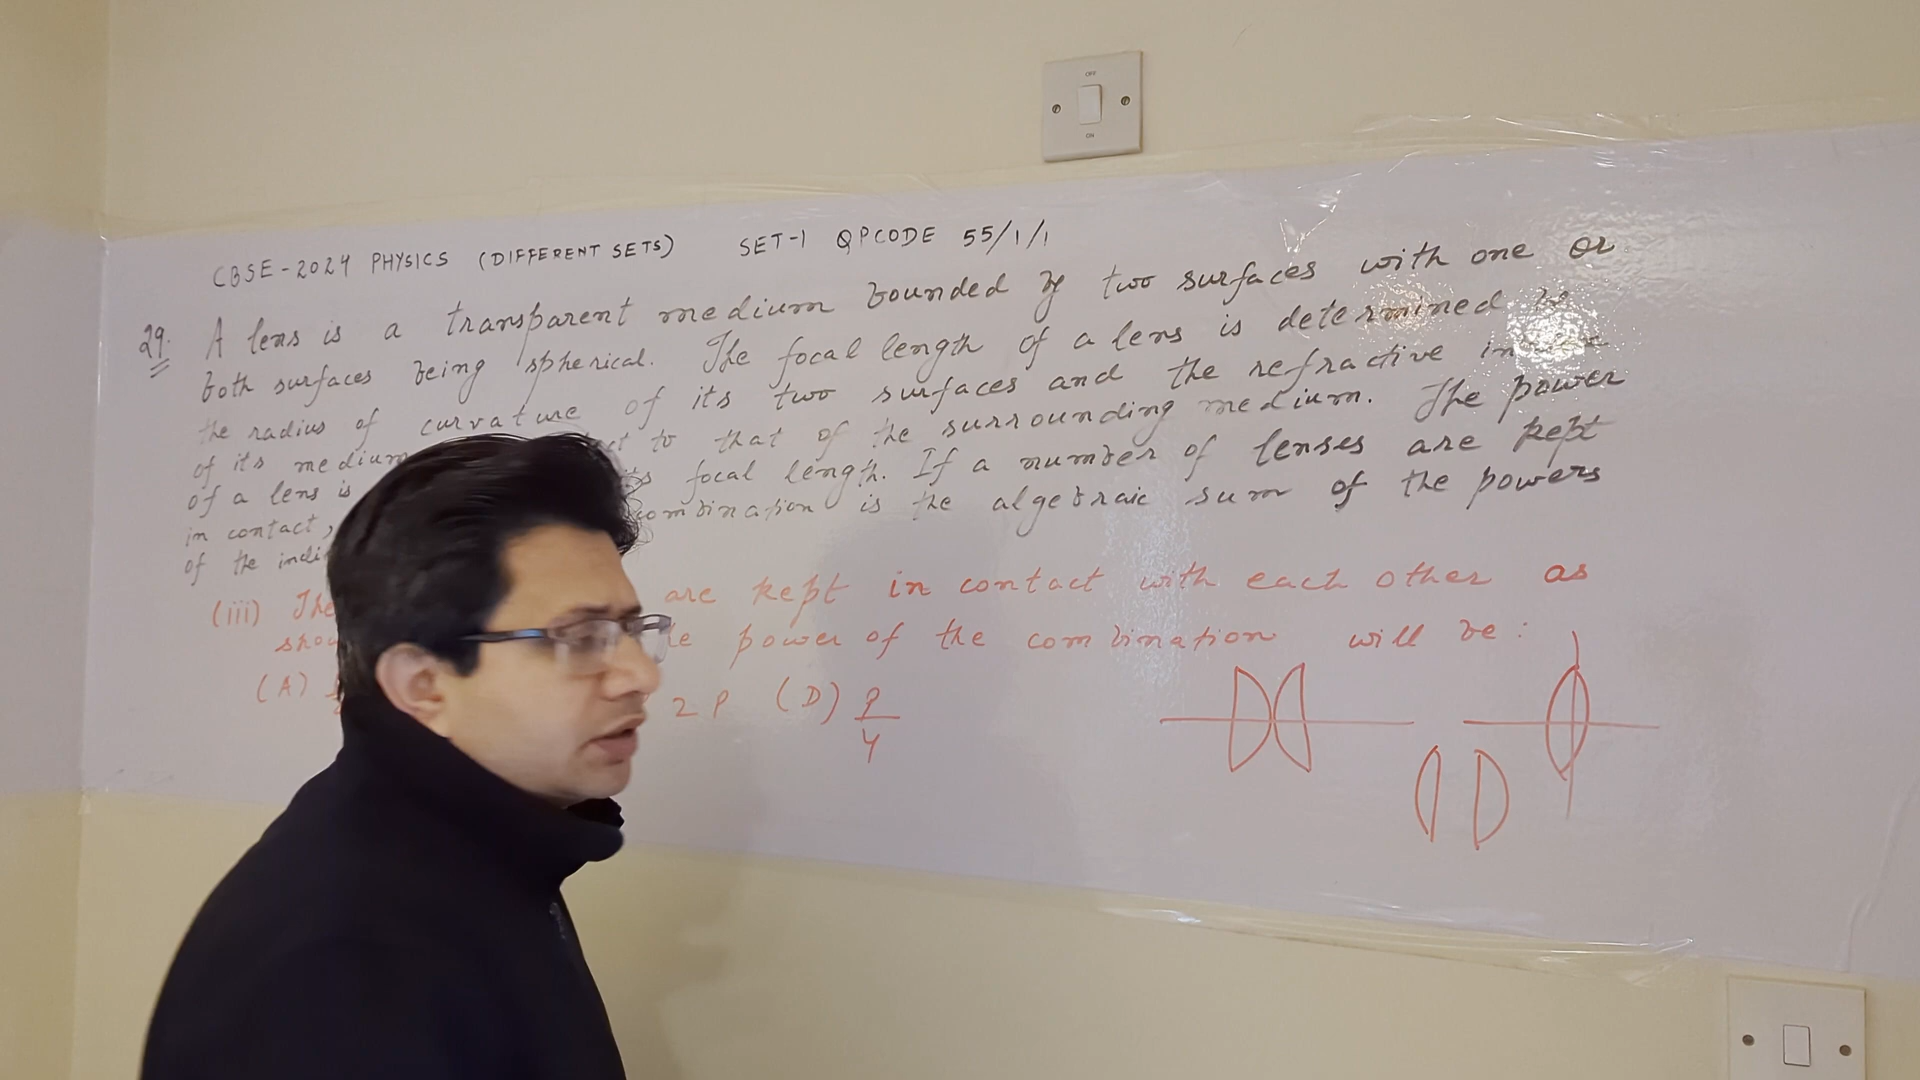 OFF
ON
CBSE-2024 PHYSICS (DIFFERENT SETS) SET-1 QPCODE 55/1/1
29. A lens is a transparent medium bounded by two surfaces with one or
both surfaces being spherical. The focal length of a lens is determined by
the radius of curvature of its two surfaces and the refractive
of its medium to that of the surrounding medium. The power
of a lens is focal length. If a number of lenses are kept
in contact, combination is the algebraic sum of the powers
of the
(iii) The are kept in contact with each other as
power of the combination will be:
(A) 2P (D) P/4